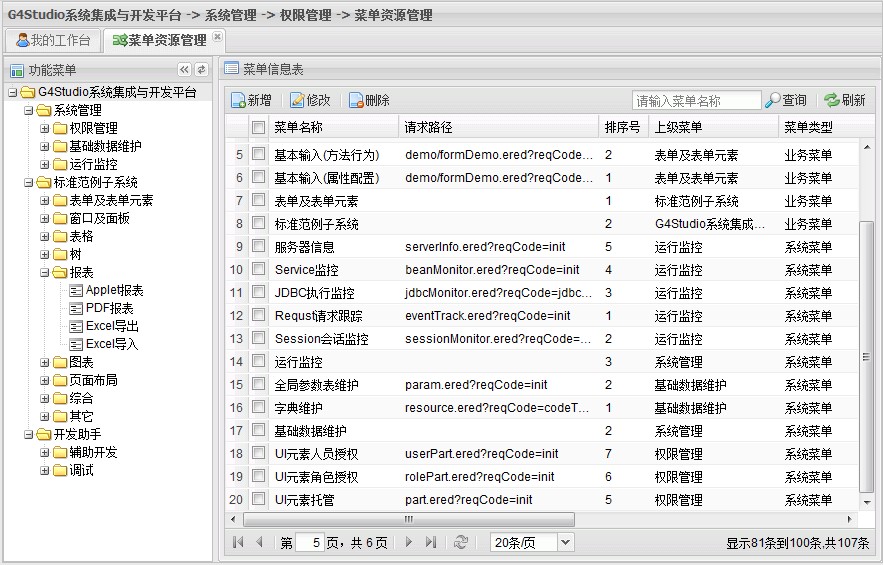 G4Studio系统集成与开发平台 -> 系统管理 -> 权限管理 -> 菜单资源管理
我的工作台 菜单资源管理
功能菜单
G4Studio系统集成与开发平台
系统管理
权限管理
基础数据维护
运行监控
标准范例子系统
表单及表单元素
窗口及面板
表格
树
报表
Applet报表
PDF报表
Excel导出
Excel导入
图表
页面布局
综合
其它
开发助手
辅助开发
调试
菜单信息表
新增 修改 删除 请输入菜单名称 查询 刷新
菜单名称 请求路径 排序号 上级菜单 菜单类型
5 基本输入(方法行为) demo/formDemo.ered?reqCode... 2 表单及表单元素 业务菜单
6 基本输入(属性配置) demo/formDemo.ered?reqCode... 1 表单及表单元素 业务菜单
7 表单及表单元素 1 标准范例子系统 业务菜单
8 标准范例子系统 2 G4Studio系统集成... 业务菜单
9 服务器信息 serverInfo.ered?reqCode=init 5 运行监控 系统菜单
10 Service监控 beanMonitor.ered?reqCode=init 4 运行监控 系统菜单
11 JDBC执行监控 jdbcMonitor.ered?reqCode=jdbc... 3 运行监控 系统菜单
12 Requst请求跟踪 eventTrack.ered?reqCode=init 1 运行监控 系统菜单
13 Session会话监控 sessionMonitor.ered?reqCode=... 2 运行监控 系统菜单
14 运行监控 3 系统管理 系统菜单
15 全局参数表维护 param.ered?reqCode=init 2 基础数据维护 系统菜单
16 字典维护 resource.ered?reqCode=codeT... 1 基础数据维护 系统菜单
17 基础数据维护 2 系统管理 系统菜单
18 UI元素人员授权 userPart.ered?reqCode=init 7 权限管理 系统菜单
19 UI元素角色授权 rolePart.ered?reqCode=init 6 权限管理 系统菜单
20 UI元素托管 part.ered?reqCode=init 5 权限管理 系统菜单
第 5 页，共 6 页 20条/页 显示81条到100条,共107条